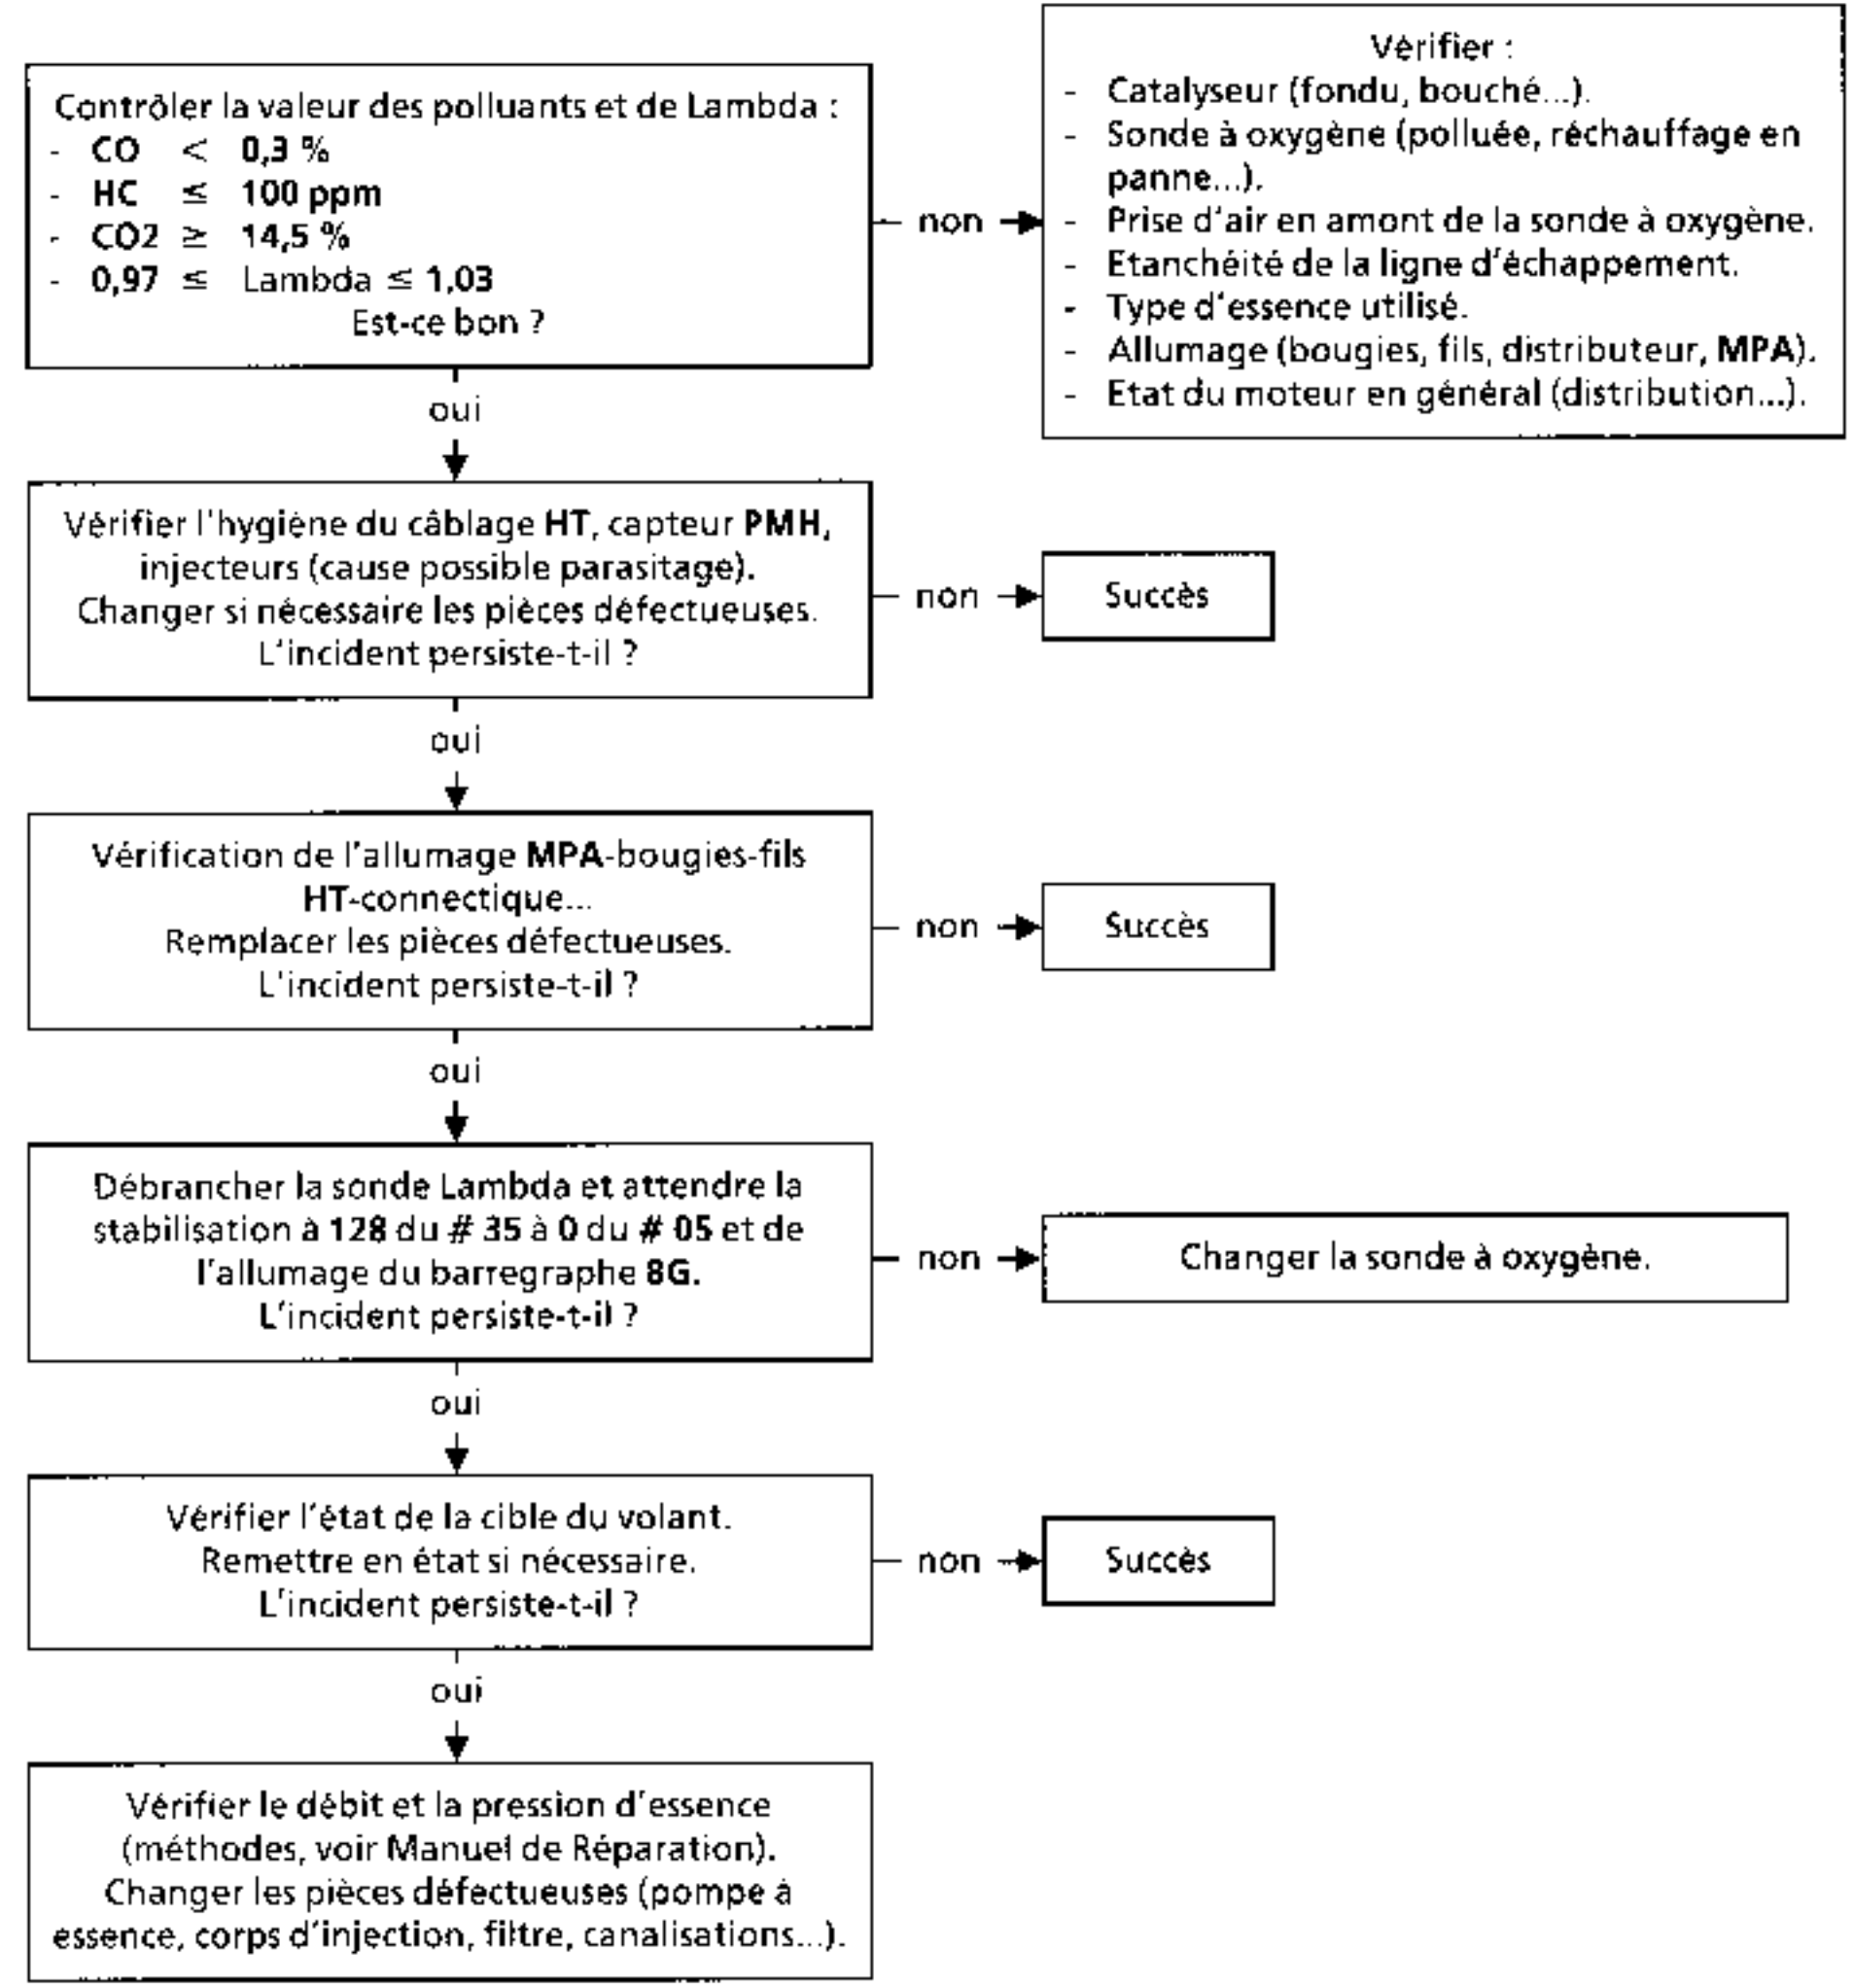 Contrôler la valeur des polluants et de Lambda :
- CO < 0,3 %
- HC ≤ 100 ppm
- CO2 ≥ 14,5 %
- 0,97 ≤ Lambda ≤ 1,03
Est-ce bon ?
non
Vérifier :
- Catalyseur (fondu, bouché...).
- Sonde à oxygène (polluée, réchauffage en
panne...).
- Prise d'air en amont de la sonde à oxygène.
- Etanchéité de la ligne d'échappement.
- Type d'essence utilisé.
- Allumage (bougies, fils, distributeur, MPA).
- Etat du moteur en général (distribution...).
oui
Vérifier l'hygiène du câblage HT, capteur PMH,
injecteurs (cause possible parasitage).
Changer si nécessaire les pièces défectueuses.
L'incident persiste-t-il ?
non
Succès
oui
Vérification de l'allumage MPA-bougies-fils
HT-connectique...
Remplacer les pièces défectueuses.
L'incident persiste-t-il ?
non
Succès
oui
Débrancher la sonde Lambda et attendre la
stabilisation à 128 du # 35 à 0 du # 05 et de
l'allumage du barregraphe 8G.
L'incident persiste-t-il ?
non
Changer la sonde à oxygène.
oui
Vérifier l'état de la cible du volant.
Remettre en état si nécessaire.
L'incident persiste-t-il ?
non
Succès
oui
Vérifier le débit et la pression d'essence
(méthodes, voir Manuel de Réparation).
Changer les pièces défectueuses (pompe à
essence, corps d'injection, filtre, canalisations...).